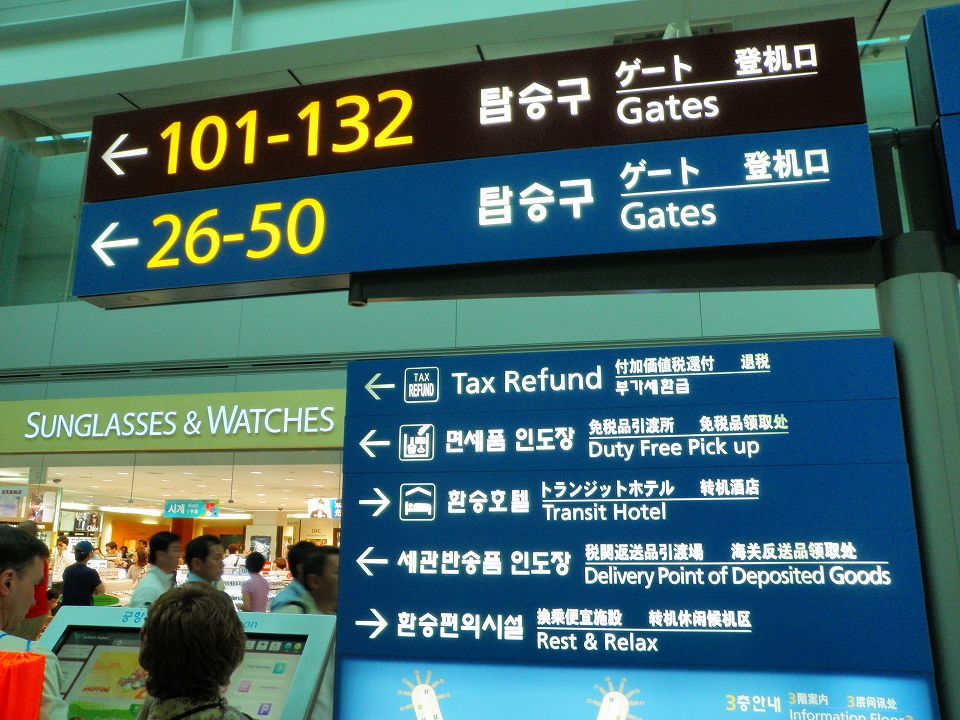 ← 101-132 탑승구 ゲート 登机口
Gates
← 26-50 탑승구 ゲート 登机口
Gates
← TAX REFUND Tax Refund 付加価値税還付 退税
부가세환급
← 면세품 인도장 免税品引渡所 免税品领取处
Duty Free Pick up
→ 환승호텔 トランジットホテル 转机酒店
Transit Hotel
← 세관반송품 인도장 税関返送品引渡場 海关反送品领取处
Delivery Point of Deposited Goods
→ 환승편의시설 換乗便宜施設 转机休闲候机区
Rest & Relax
3층안내 3階案内 3层问讯处
Information Floor
SUNGLASSES & WATCHES
시계